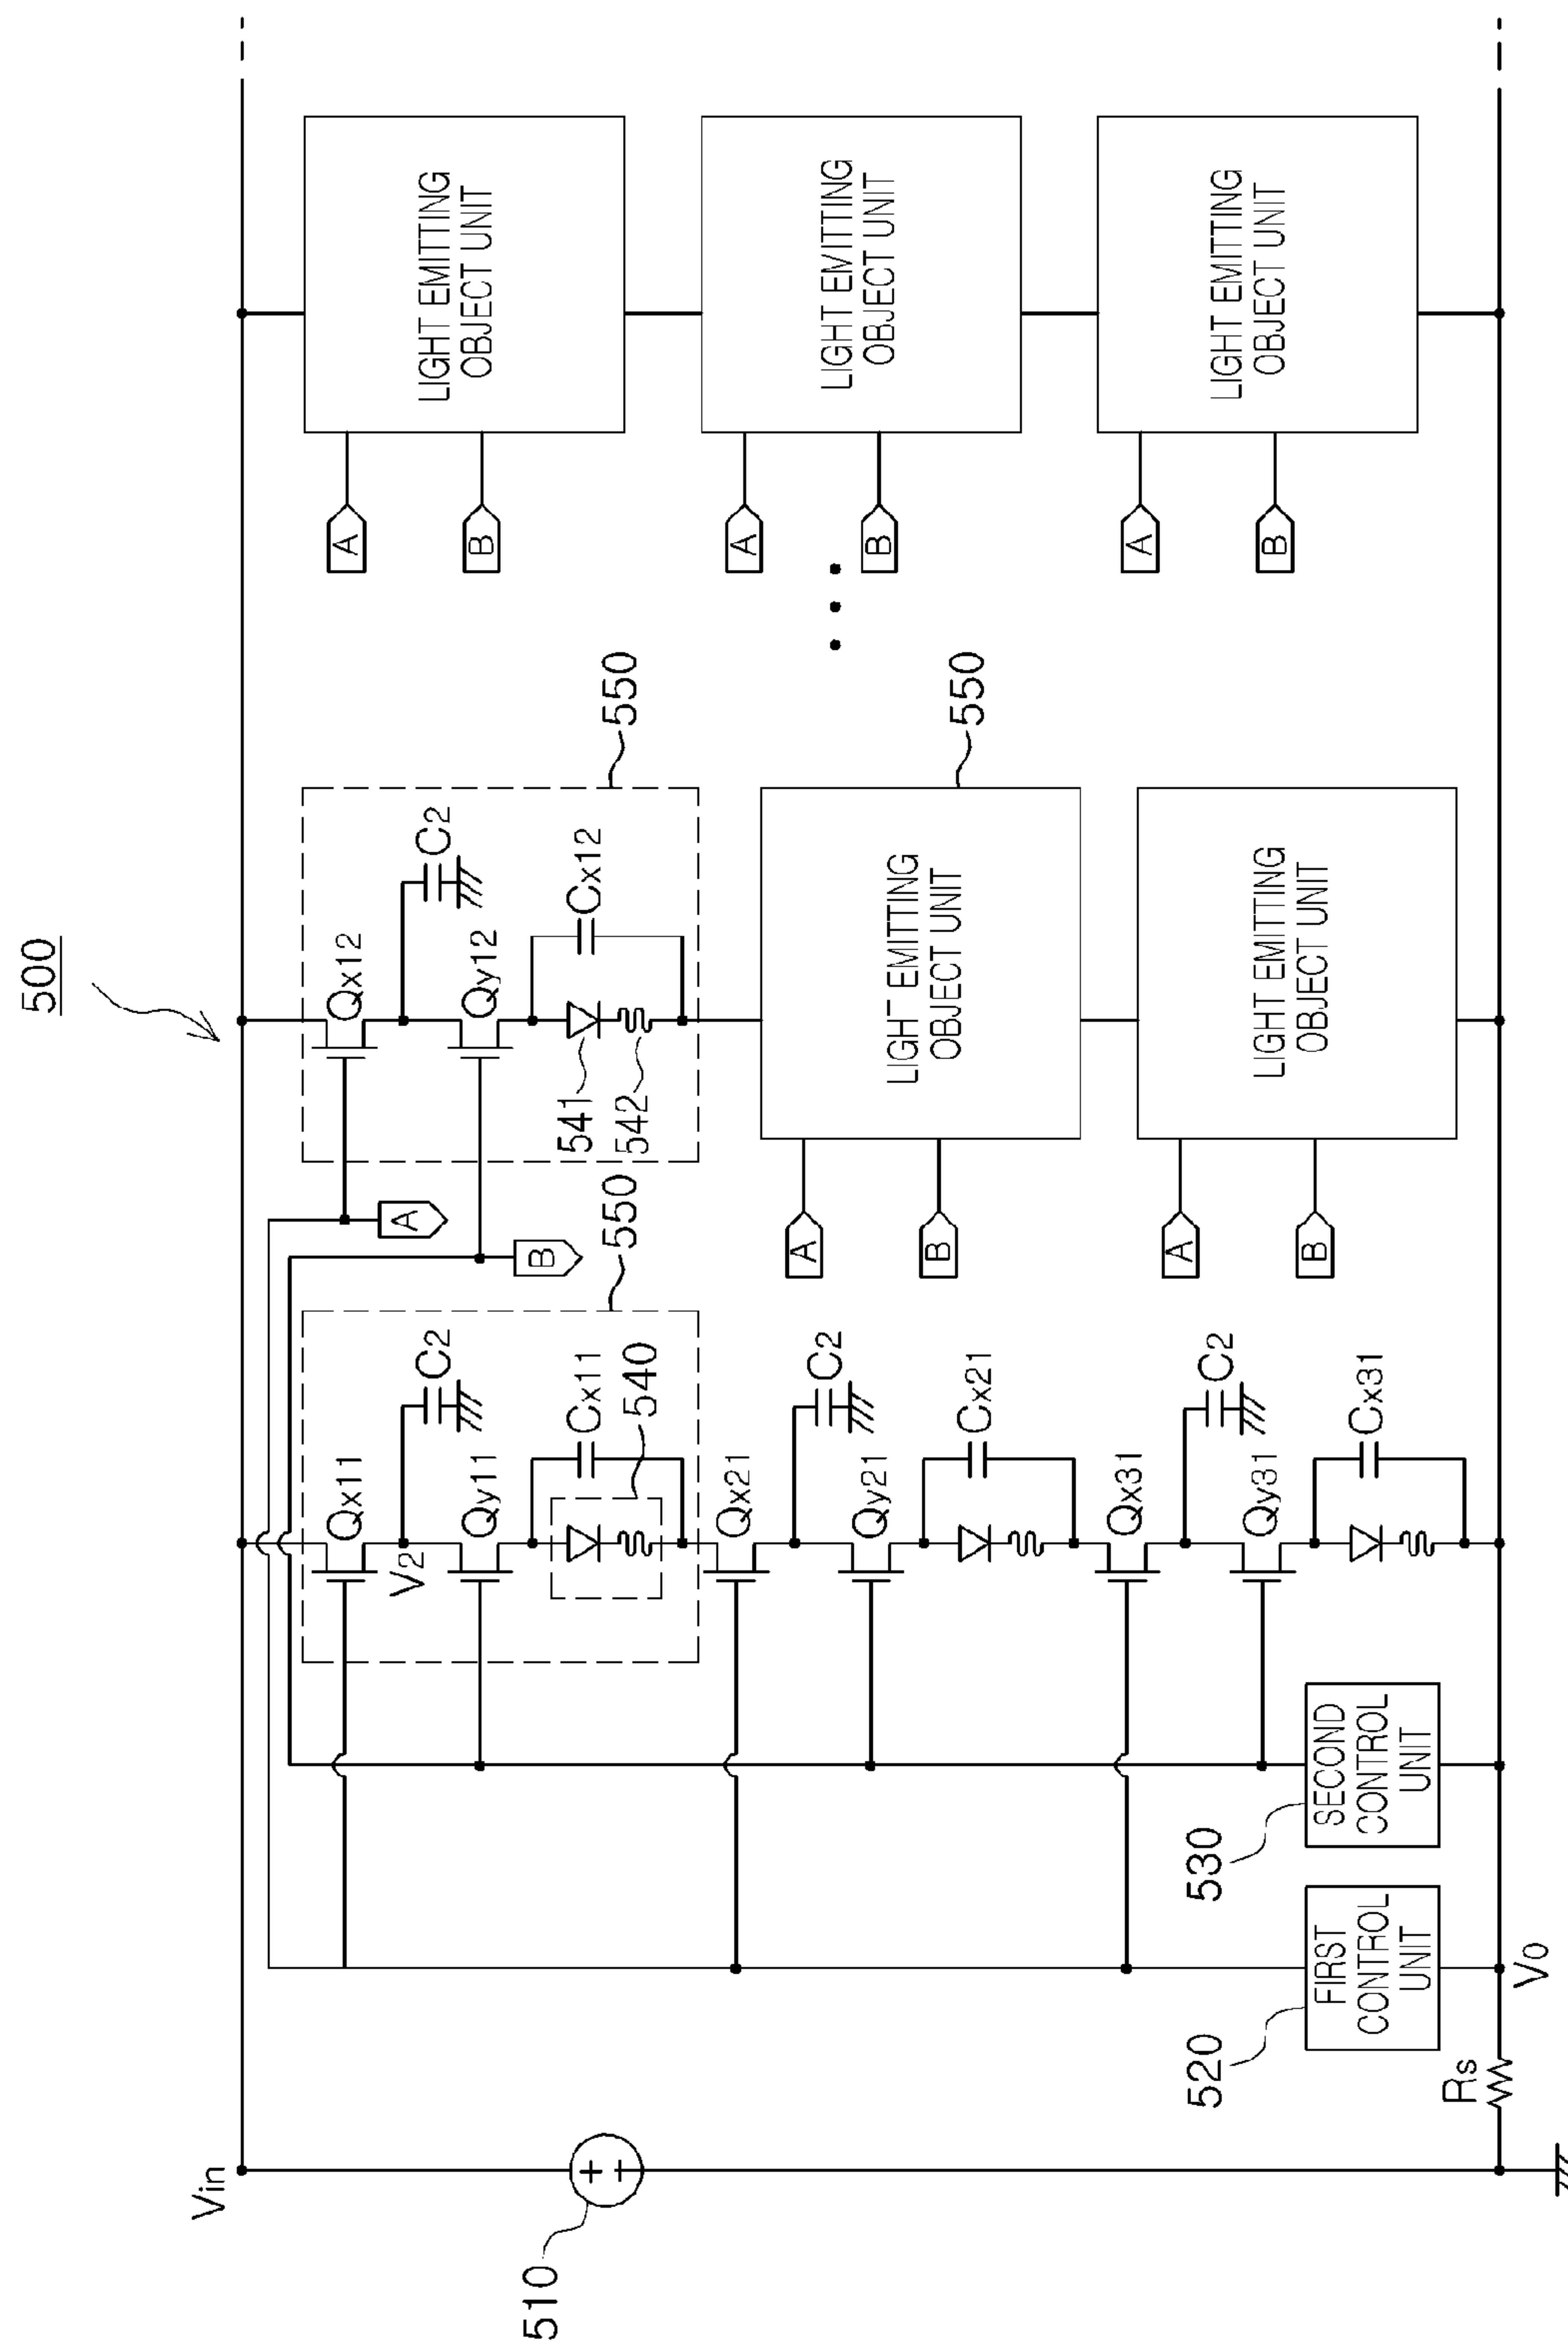 500
Vin
510
Rs
V0
520
FIRST
CONTROL
UNIT
530
SECOND
CONTROL
UNIT
Qx11
V2
C2
Qy11
Cx11
540
550
Qx21
C2
Qy21
Cx21
Qx31
C2
Qy31
Cx31
A
B
Qx12
C2
Qy12
Cx12
541
542
550
A
B
LIGHT EMITTING
OBJECT UNIT
550
A
B
LIGHT EMITTING
OBJECT UNIT
A
B
LIGHT EMITTING
OBJECT UNIT
A
B
LIGHT EMITTING
OBJECT UNIT
A
B
LIGHT EMITTING
OBJECT UNIT